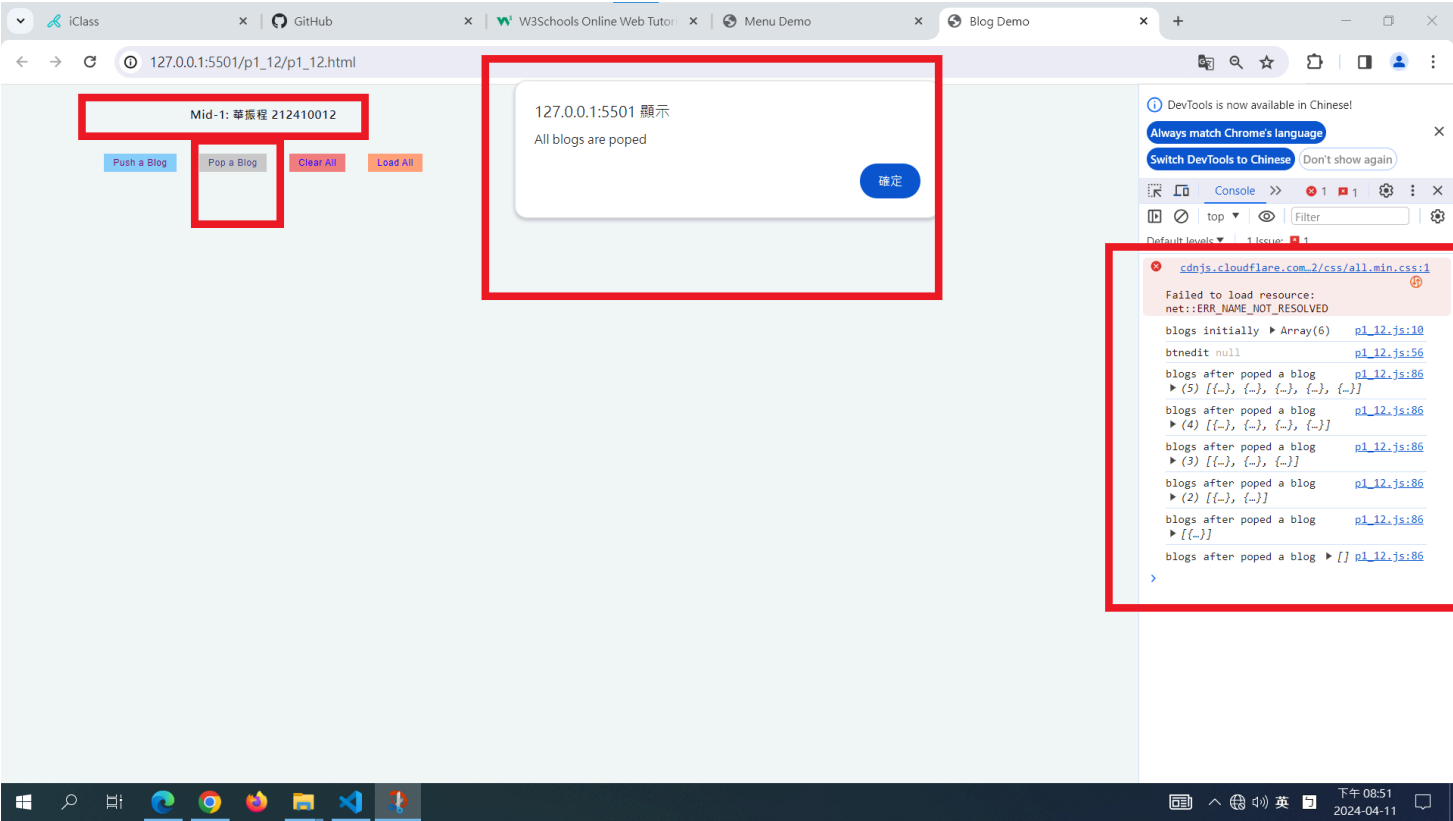 iClass
GitHub
W3Schools Online Web Tutori
Menu Demo
Blog Demo
127.0.0.1:5501/p1_12/p1_12.html
Mid-1: 華振程 212410012
Push a Blog
Pop a Blog
Clear All
Load All
127.0.0.1:5501 顯示
All blogs are poped
確定
DevTools is now available in Chinese!
Always match Chrome's language
Switch DevTools to Chinese
Don't show again
Console
1
1
top
Filter
Default levels
1 Issue:
1
cdnjs.cloudflare.com…2/css/all.min.css:1
Failed to load resource:
net::ERR_NAME_NOT_RESOLVED
blogs initially ▶ Array(6) p1_12.js:10
btnedit null p1_12.js:56
blogs after poped a blog p1_12.js:86
▶ (5) [{…}, {…}, {…}, {…}, {…}]
blogs after poped a blog p1_12.js:86
▶ (4) [{…}, {…}, {…}, {…}]
blogs after poped a blog p1_12.js:86
▶ (3) [{…}, {…}, {…}]
blogs after poped a blog p1_12.js:86
▶ (2) [{…}, {…}]
blogs after poped a blog p1_12.js:86
▶ [{…}]
blogs after poped a blog ▶ [] p1_12.js:86
英
ㄅ
下午 08:51
2024-04-11